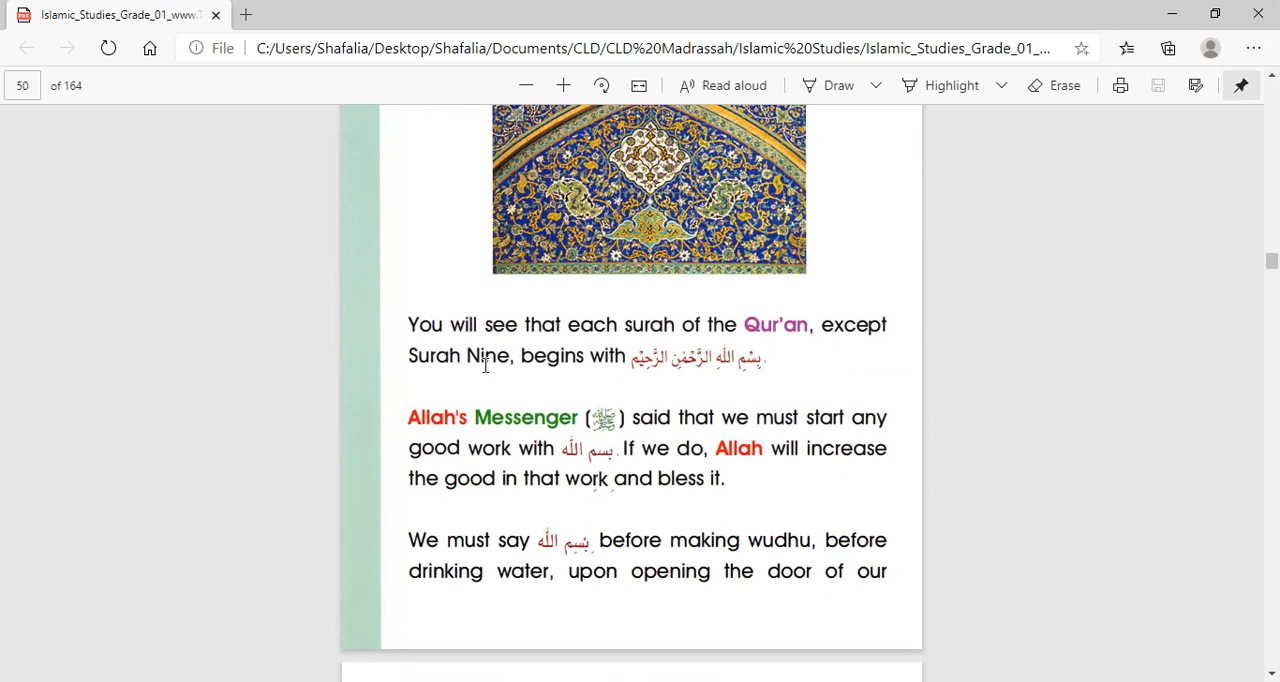 Islamic_Studies_Grade_01_www.T
File C:/Users/Shafalia/Desktop/Shafalia/Documents/CLD/CLD%20Madrassah/Islamic%20Studies/Islamic_Studies_Grade_01_...
50 of 164 Read aloud Draw Highlight Erase
You will see that each surah of the Qur'an, except
Surah Nine, begins with بِسْمِ اللهِ الرَّحْمٰنِ الرَّحِيْمِ.
Allah's Messenger (ﷺ) said that we must start any
good work with بسم الله. If we do, Allah will increase
the good in that work and bless it.
We must say بِسْمِ الله before making wudhu, before
drinking water, upon opening the door of our